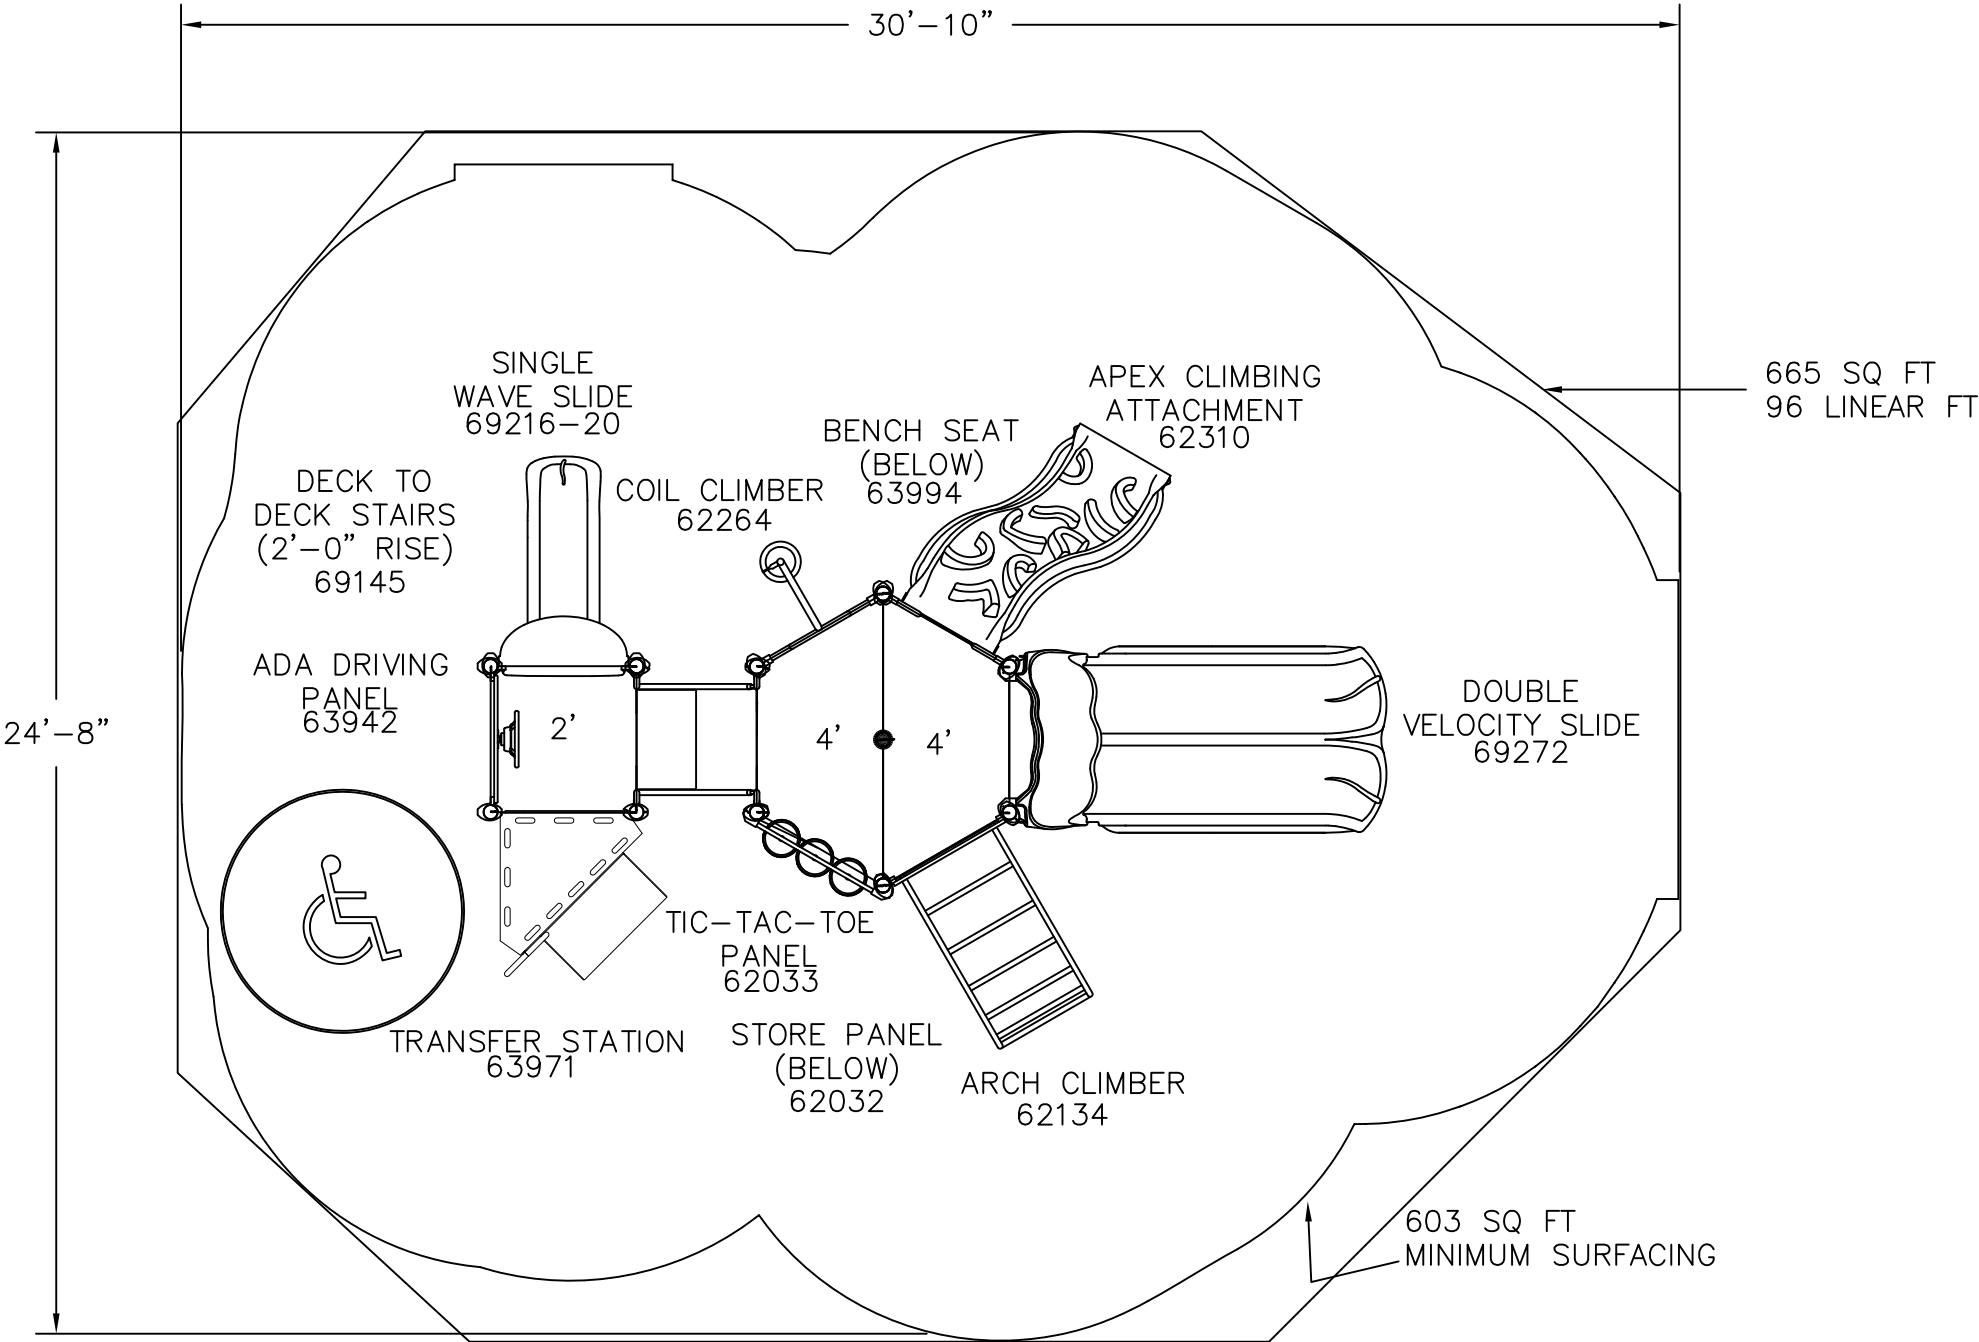 30'-10"
SINGLE
WAVE SLIDE
69216-20
APEX CLIMBING
ATTACHMENT
62310
665 SQ FT
96 LINEAR FT
BENCH SEAT
(BELOW)
63994
DECK TO
DECK STAIRS
(2'-0" RISE)
69145
COIL CLIMBER
62264
ADA DRIVING
PANEL
63942
24'-8"
2'
4'
4'
DOUBLE
VELOCITY SLIDE
69272
TIC-TAC-TOE
PANEL
62033
TRANSFER STATION
63971
STORE PANEL
(BELOW)
62032
ARCH CLIMBER
62134
603 SQ FT
MINIMUM SURFACING